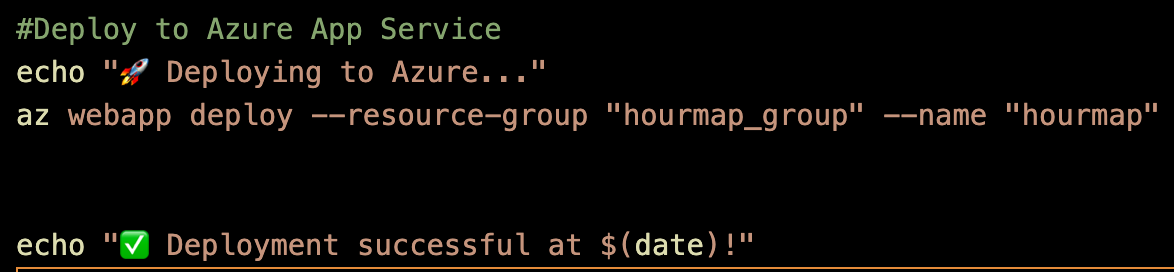 #Deploy to Azure App Service
echo "🚀 Deploying to Azure..."
az webapp deploy --resource-group "hourmap_group" --name "hourmap"
echo "✅ Deployment successful at $(date)!"